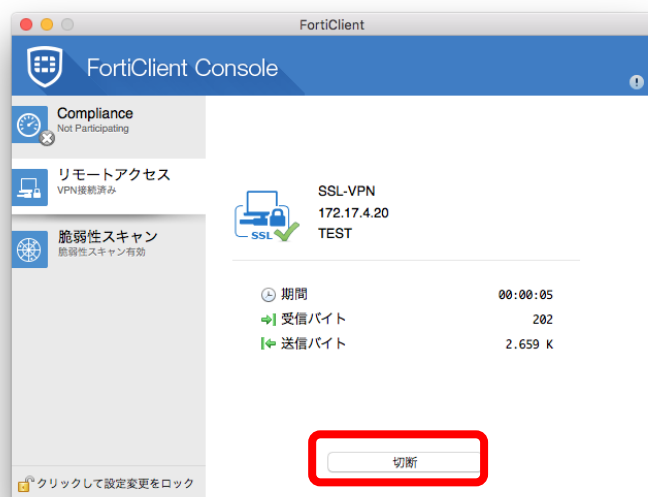 FortiClient
FortiClient Console
Compliance
Not Participating
リモートアクセス
VPN接続済み
脆弱性スキャン
脆弱性スキャン有効
クリックして設定変更をロック
SSL
SSL-VPN
172.17.4.20
TEST
期間 00:00:05
受信バイト 202
送信バイト 2.659 K
切断